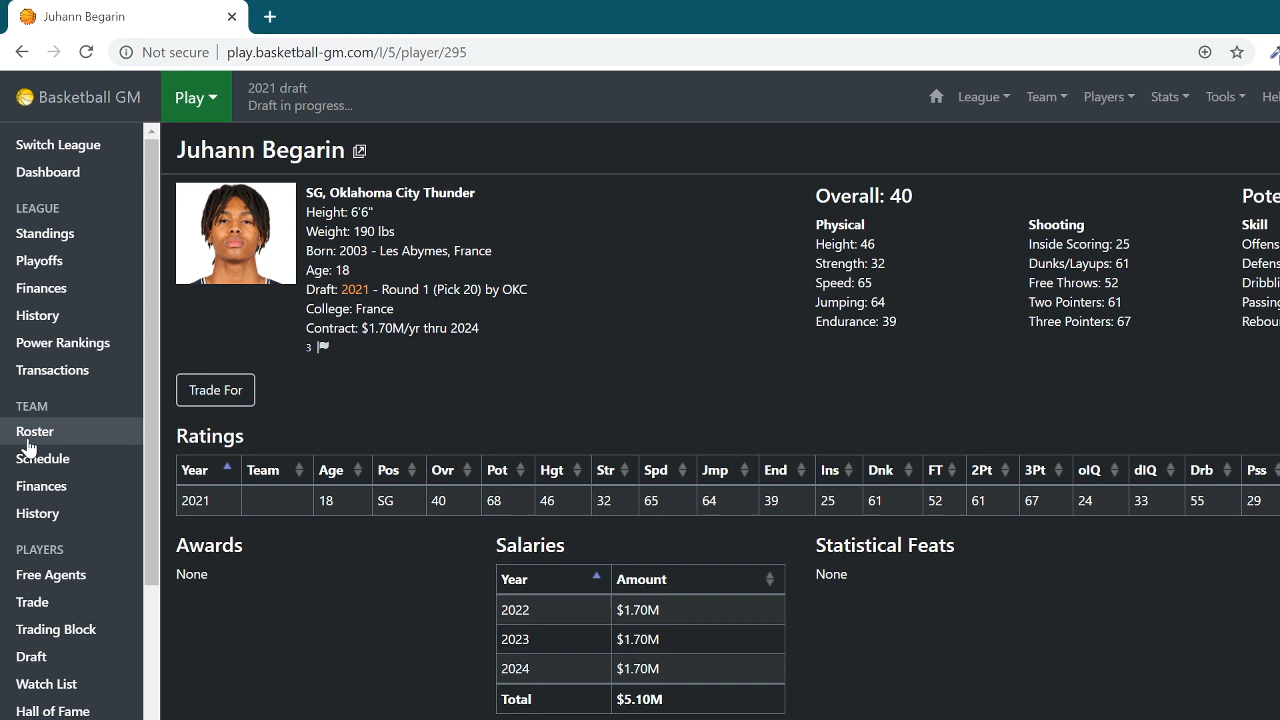 Juhann Begarin
Not secure play.basketball-gm.com/l/5/player/295
Basketball GM Play 2021 draft
Draft in progress...
League Team Players Stats Tools
Switch League
Dashboard
LEAGUE
Standings
Playoffs
Finances
History
Power Rankings
Transactions
TEAM
Roster
Schedule
Finances
History
PLAYERS
Free Agents
Trade
Trading Block
Draft
Watch List
Hall of Fame
Juhann Begarin
SG, Oklahoma City Thunder
Height: 6'6"
Weight: 190 lbs
Born: 2003 - Les Abymes, France
Age: 18
Draft: 2021 - Round 1 (Pick 20) by OKC
College: France
Contract: $1.70M/yr thru 2024
3
Overall: 40
Physical
Height: 46
Strength: 32
Speed: 65
Jumping: 64
Endurance: 39
Shooting
Inside Scoring: 25
Dunks/Layups: 61
Free Throws: 52
Two Pointers: 61
Three Pointers: 67
Pote
Skill
Offens
Defens
Dribbli
Passing
Rebou
Trade For
Ratings
Year Team Age Pos Ovr Pot Hgt Str Spd Jmp End Ins Dnk FT 2Pt 3Pt oIQ dIQ Drb Pss
2021 18 SG 40 68 46 32 65 64 39 25 61 52 61 67 24 33 55 29
Awards
None
Salaries
Year Amount
2022 $1.70M
2023 $1.70M
2024 $1.70M
Total $5.10M
Statistical Feats
None